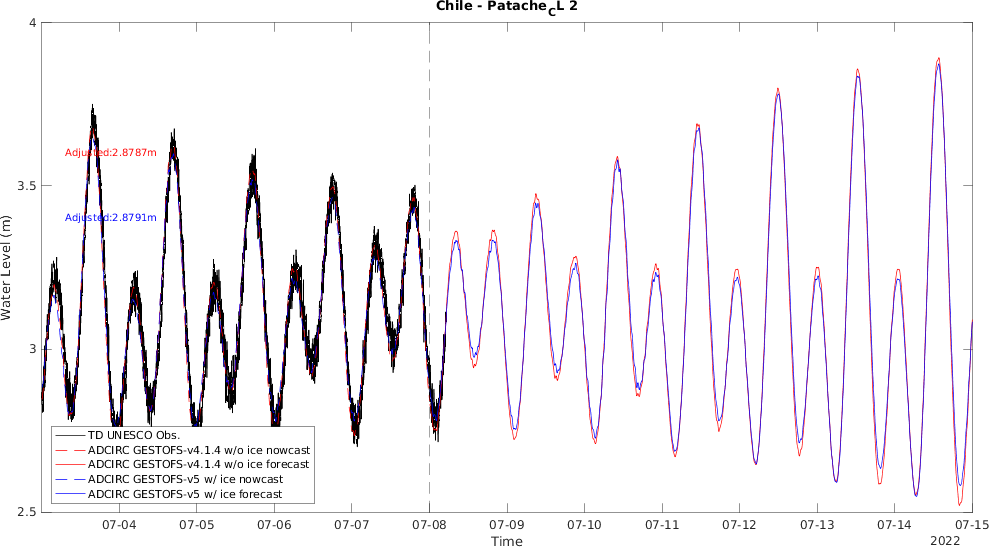 Chile - Patache_CL 2
4
3.5
3
2.5
Water Level (m)
Adjusted:2.8787m
Adjusted:2.8791m
TD UNESCO Obs.
ADCIRC GESTOFS-v4.1.4 w/o ice nowcast
ADCIRC GESTOFS-v4.1.4 w/o ice forecast
ADCIRC GESTOFS-v5 w/ ice nowcast
ADCIRC GESTOFS-v5 w/ ice forecast
07-04 07-05 07-06 07-07 07-08 07-09 07-10 07-11 07-12 07-13 07-14 07-15
Time
2022